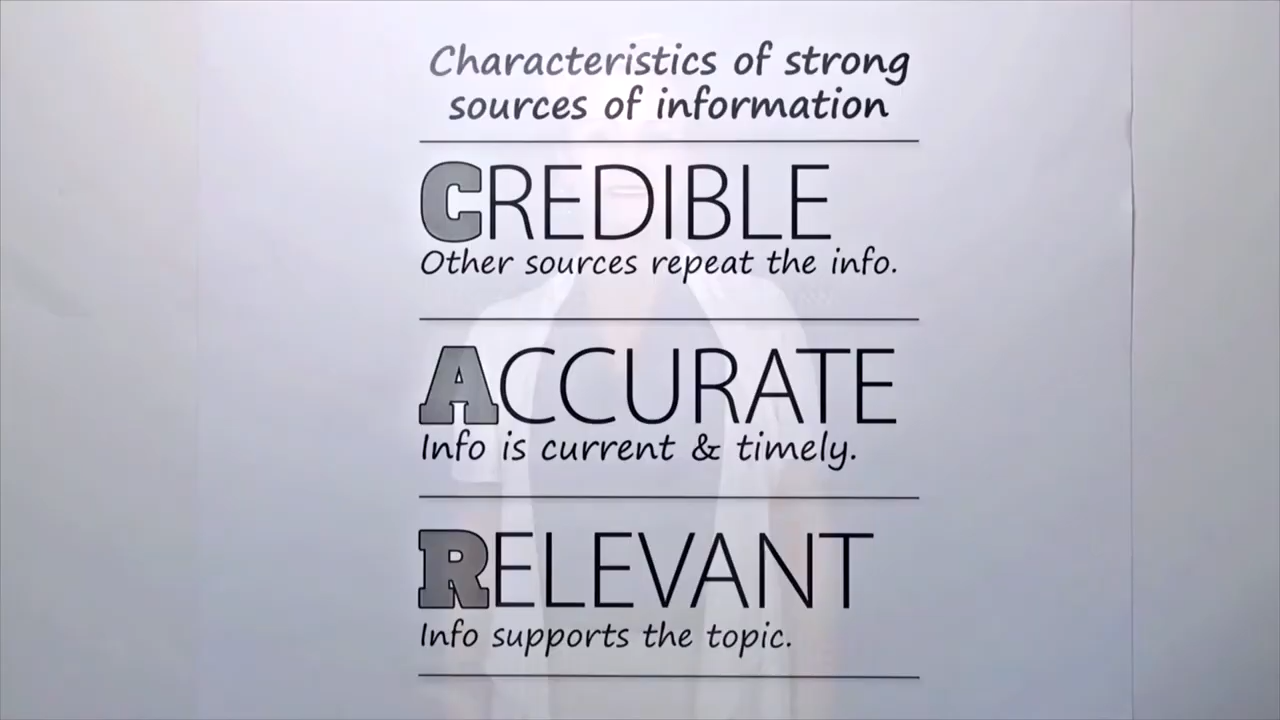 Characteristics of strong
sources of information
CREDIBLE
Other sources repeat the info.
ACCURATE
Info is current & timely.
RELEVANT
Info supports the topic.